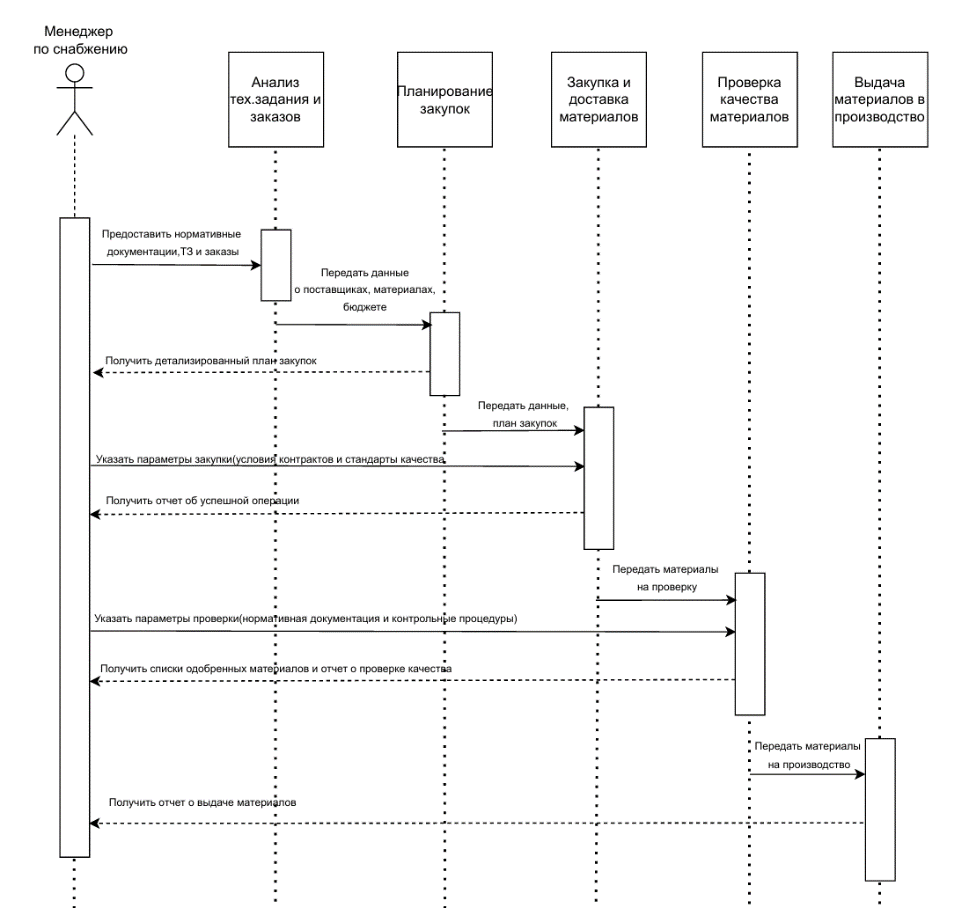 Менеджер
по снабжению
Анализ
тех.задания и
заказов
Планирование
закупок
Закупка и
доставка
материалов
Проверка
качества
материалов
Выдача
материалов в
производство
Предоставить нормативные
документации,ТЗ и заказы
Передать данные
о поставщиках, материалах,
бюджете
Получить детализированный план закупок
Передать данные,
план закупок
Указать параметры закупки(условия контрактов и стандарты качества
Получить отчет об успешной операции
Передать материалы
на проверку
Указать параметры проверки(нормативная документация и контрольные процедуры)
Получить списки одобренных материалов и отчет о проверке качества
Передать материалы
на производство
Получить отчет о выдаче материалов